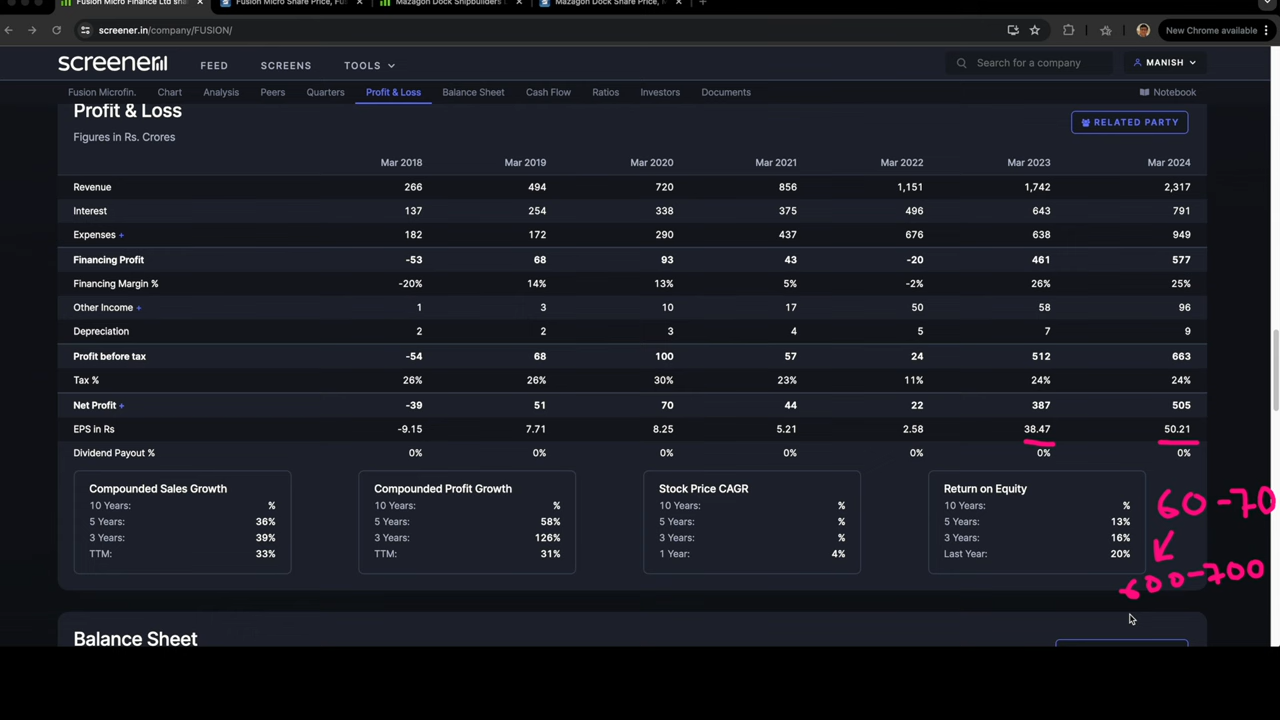 Fusion Micro Finance Ltd sha
Fusion Micro Share Price, Fu
Mazagon Dock Shipbuilders
Mazagon Dock Share Price, M
screener.in/company/FUSION/
New Chrome available
screener
FEED
SCREENS
TOOLS
Search for a company
MANISH
Fusion Microfin.
Chart
Analysis
Peers
Quarters
Profit & Loss
Balance Sheet
Cash Flow
Ratios
Investors
Documents
Notebook
Profit & Loss
Figures in Rs. Crores
RELATED PARTY
Mar 2018 Mar 2019 Mar 2020 Mar 2021 Mar 2022 Mar 2023 Mar 2024
Revenue 266 494 720 856 1,151 1,742 2,317
Interest 137 254 338 375 496 643 791
Expenses + 182 172 290 437 676 638 949
Financing Profit -53 68 93 43 -20 461 577
Financing Margin % -20% 14% 13% 5% -2% 26% 25%
Other Income + 1 3 10 17 50 58 96
Depreciation 2 2 3 4 5 7 9
Profit before tax -54 68 100 57 24 512 663
Tax % 26% 26% 30% 23% 11% 24% 24%
Net Profit + -39 51 70 44 22 387 505
EPS in Rs -9.15 7.71 8.25 5.21 2.58 38.47 50.21
Dividend Payout % 0% 0% 0% 0% 0% 0% 0%
Compounded Sales Growth
10 Years: %
5 Years: 36%
3 Years: 39%
TTM: 33%
Compounded Profit Growth
10 Years: %
5 Years: 58%
3 Years: 126%
TTM: 31%
Stock Price CAGR
10 Years: %
5 Years: %
3 Years: %
1 Year: 4%
Return on Equity
10 Years: %
5 Years: 13%
3 Years: 16%
Last Year: 20%
60-70
600-700
Balance Sheet